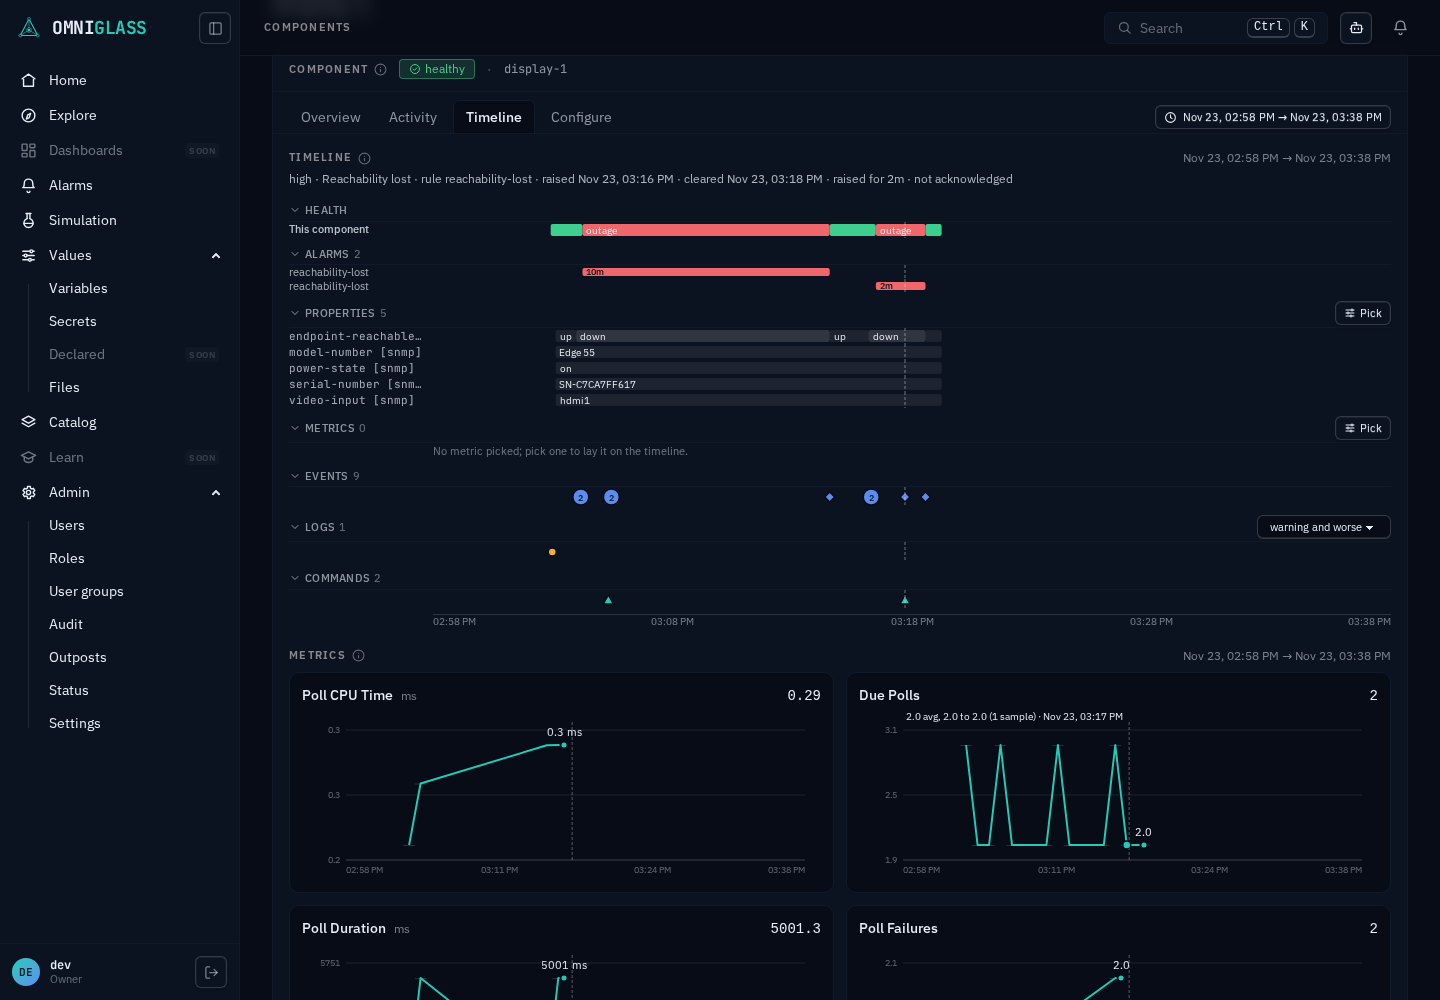 OMNIGLASS
COMPONENTS
Search
Ctrl
K
Home
Explore
Dashboards
SOON
Alarms
Simulation
Values
Variables
Secrets
Declared
SOON
Files
Catalog
Learn
SOON
Admin
Users
Roles
User groups
Audit
Outposts
Status
Settings
DE
dev
Owner
COMPONENT
healthy
· display-1
Overview
Activity
Timeline
Configure
Nov 23, 02:58 PM → Nov 23, 03:38 PM
TIMELINE
Nov 23, 02:58 PM → Nov 23, 03:38 PM
high · Reachability lost · rule reachability-lost · raised Nov 23, 03:16 PM · cleared Nov 23, 03:18 PM · raised for 2m · not acknowledged
HEALTH
This component
outage
outage
ALARMS 2
reachability-lost
10m
reachability-lost
2m
PROPERTIES 5
Pick
endpoint-reachable…
up
down
up
down
model-number [snmp]
Edge 55
power-state [snmp]
on
serial-number [snm…
SN-C7CA7FF617
video-input [snmp]
hdmi1
METRICS 0
Pick
No metric picked; pick one to lay it on the timeline.
EVENTS 9
2
2
2
LOGS 1
warning and worse
COMMANDS 2
02:58 PM
03:08 PM
03:18 PM
03:28 PM
03:38 PM
METRICS
Nov 23, 02:58 PM → Nov 23, 03:38 PM
Poll CPU Time ms
0.29
0.3 ms
0.3
0.3
0.2
02:58 PM
03:11 PM
03:24 PM
03:38 PM
Due Polls
2
2.0 avg, 2.0 to 2.0 (1 sample) · Nov 23, 03:17 PM
3.1
2.5
2.0
1.9
02:58 PM
03:11 PM
03:24 PM
03:38 PM
Poll Duration ms
5001.3
5751
5001 ms
Poll Failures
2
2.1
2.0